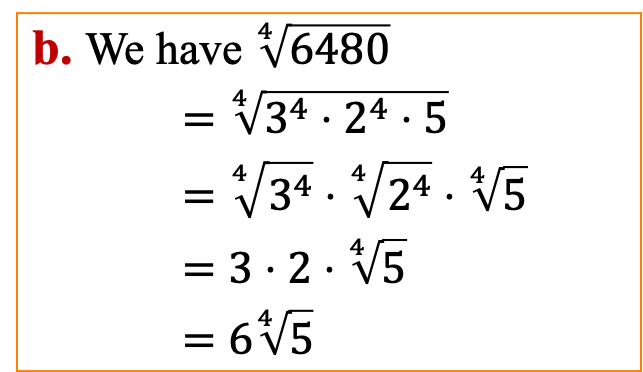 b. We have ∜6480
= ∜3⁴ · 2⁴ · 5
= ∜3⁴ · ∜2⁴ · ∜5
= 3 · 2 · ∜5
= 6∜5